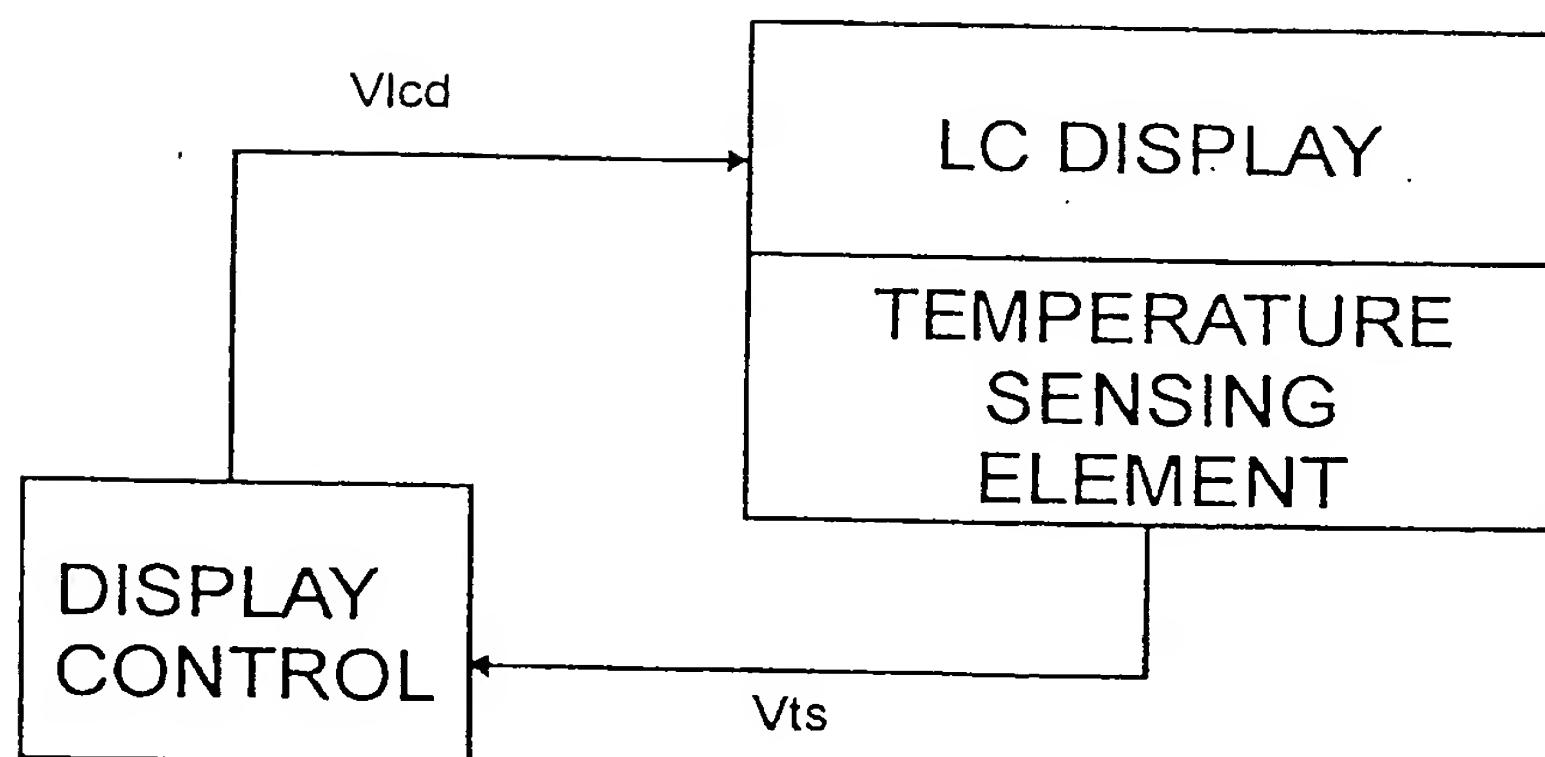 Vlcd
LC DISPLAY
TEMPERATURE
SENSING
ELEMENT
DISPLAY
CONTROL
Vts